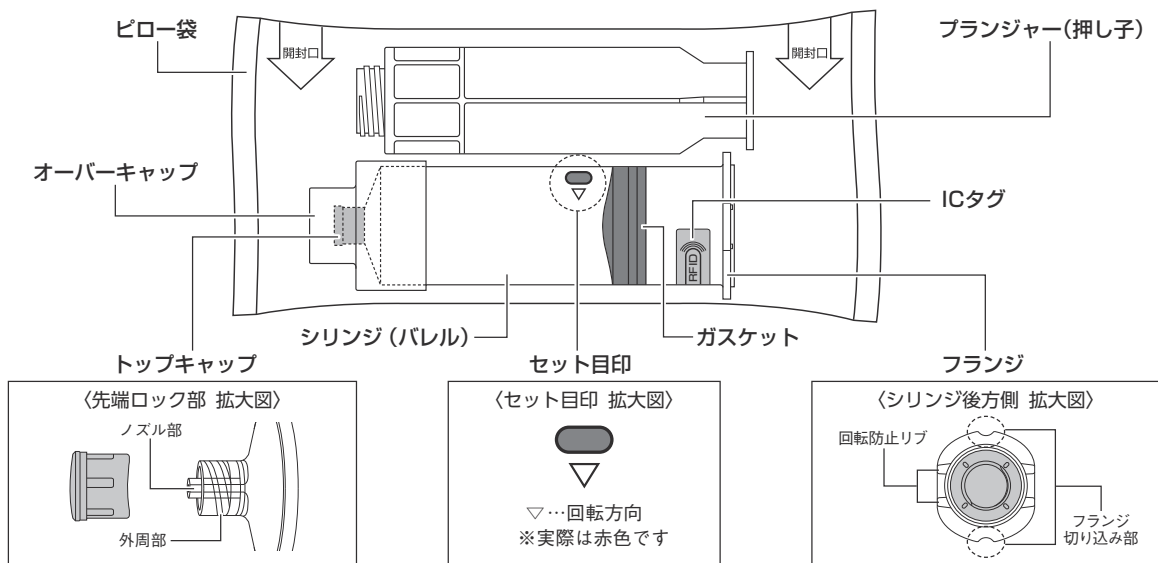 ピロー袋
プランジャー(押し子)
開封口
開封口
オーバーキャップ
ICタグ
RFID
シリンジ（バレル）
ガスケット
トップキャップ
セット目印
フランジ
〈先端ロック部 拡大図〉
ノズル部
外周部
〈セット目印 拡大図〉
▽…回転方向
※実際は赤色です
〈シリンジ後方側 拡大図〉
回転防止リブ
フランジ
切り込み部